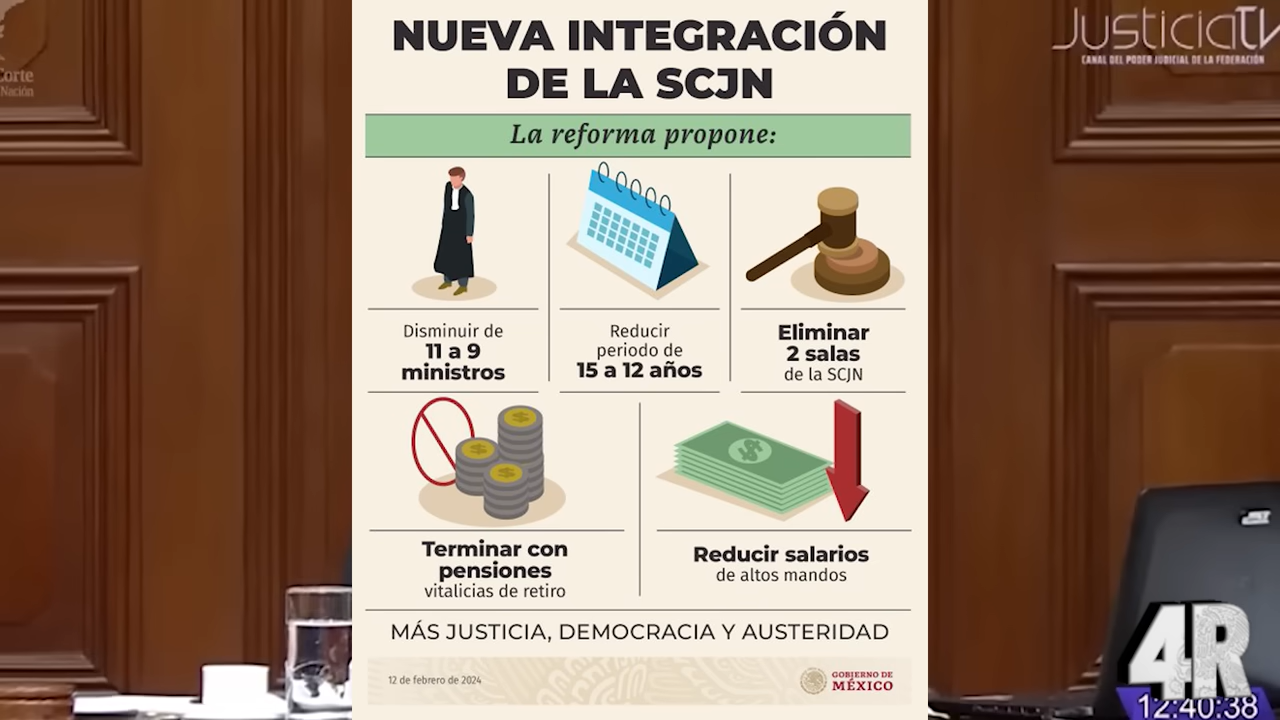 NUEVA INTEGRACIÓN
DE LA SCJN
La reforma propone:
Disminuir de
11 a 9
ministros
Reducir
periodo de
15 a 12 años
Eliminar
2 salas
de la SCJN
Terminar con
pensiones
vitalicias de retiro
Reducir salarios
de altos mandos
MÁS JUSTICIA, DEMOCRACIA Y AUSTERIDAD
12 de febrero de 2024
GOBIERNO DE
MÉXICO
Corte
Nación
JusticiaTV
CANAL DEL PODER JUDICIAL DE LA FEDERACIÓN
4R
12:40:38